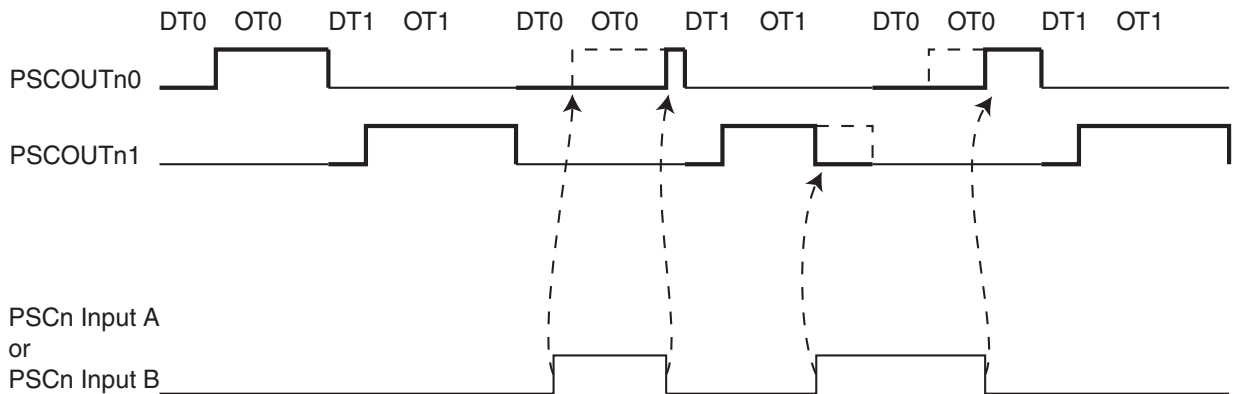 DT0 OT0 DT1 OT1 DT0 OT0 DT1 OT1 DT0 OT0 DT1 OT1
PSCOUTn0
PSCOUTn1
PSCn Input A
or
PSCn Input B